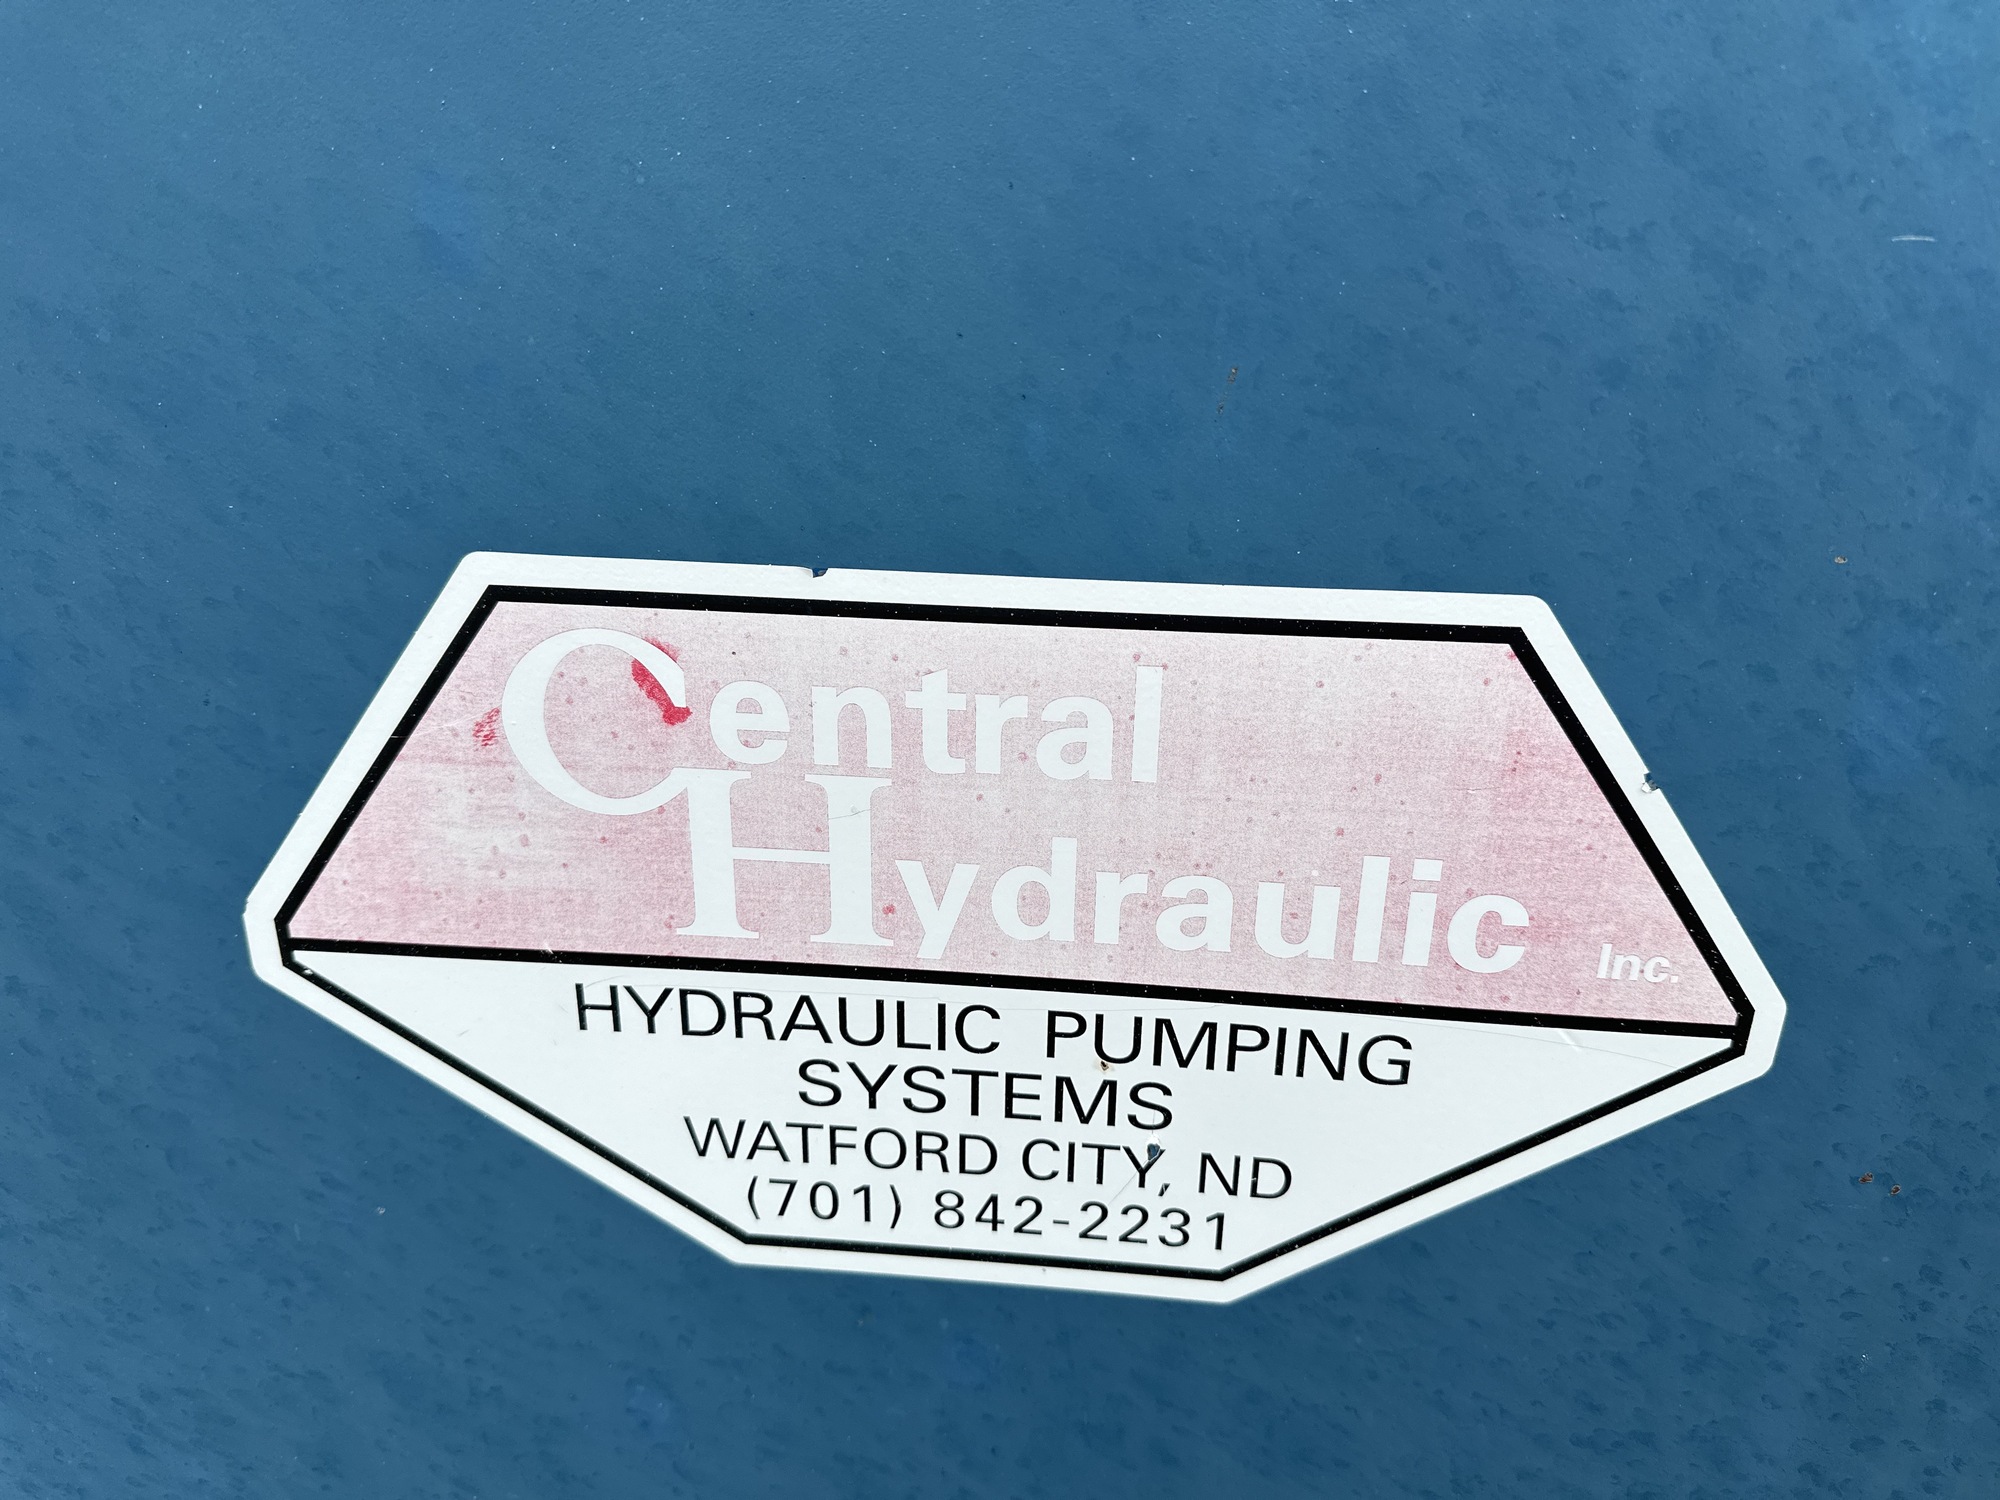 Central
Hydraulic Inc.
HYDRAULIC PUMPING
SYSTEMS
WATFORD CITY, ND
(701) 842-2231